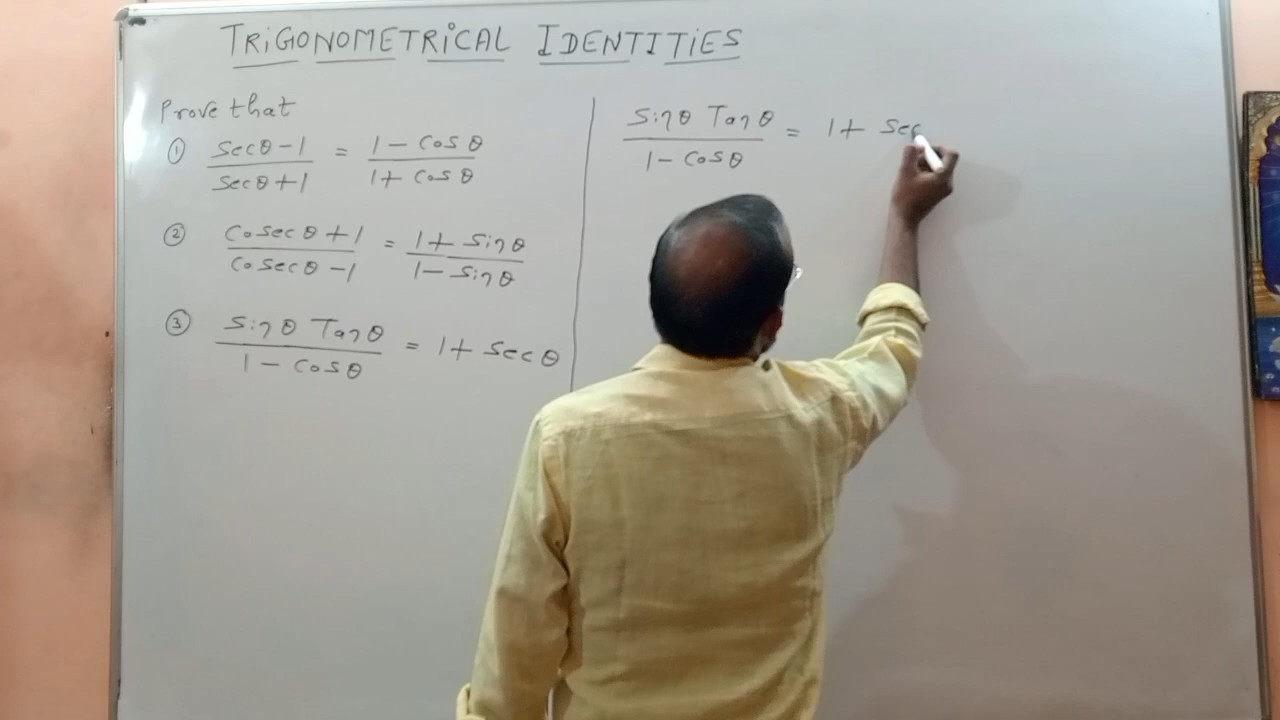 TRIGONOMETRICAL IDENTITIES
Prove that
① secθ-1 / secθ+1 = 1-cosθ / 1+cosθ
② cosecθ+1 / cosecθ-1 = 1+sinθ / 1-sinθ
③ sinθ Tanθ / 1-cosθ = 1+secθ
sinθ Tanθ / 1-cosθ = 1+ sec